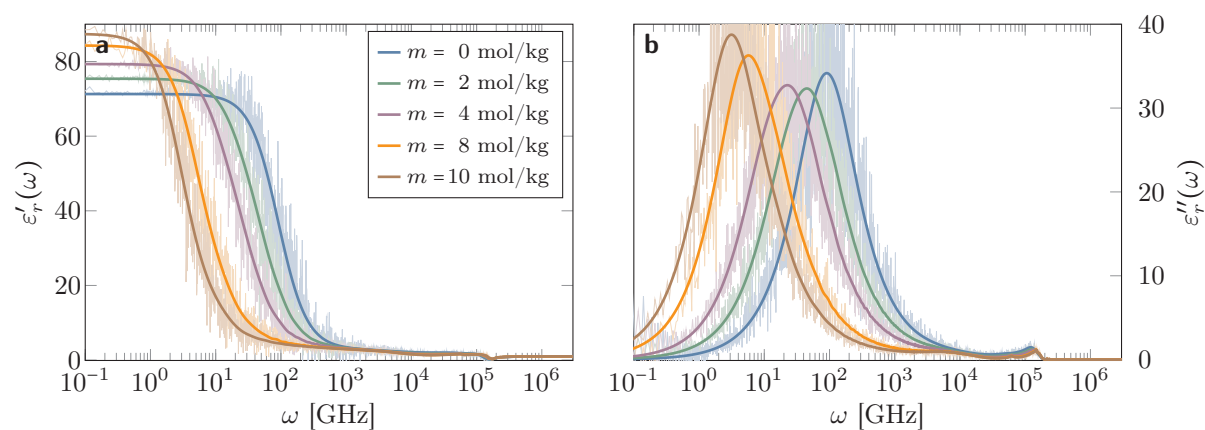 a
m = 0 mol/kg
m = 2 mol/kg
m = 4 mol/kg
m = 8 mol/kg
m = 10 mol/kg
80
60
40
20
0
ε′r(ω)
10⁻¹ 10⁰ 10¹ 10² 10³ 10⁴ 10⁵ 10⁶
ω [GHz]
b
40
30
20
10
0
ε″r(ω)
10⁻¹ 10⁰ 10¹ 10² 10³ 10⁴ 10⁵ 10⁶
ω [GHz]